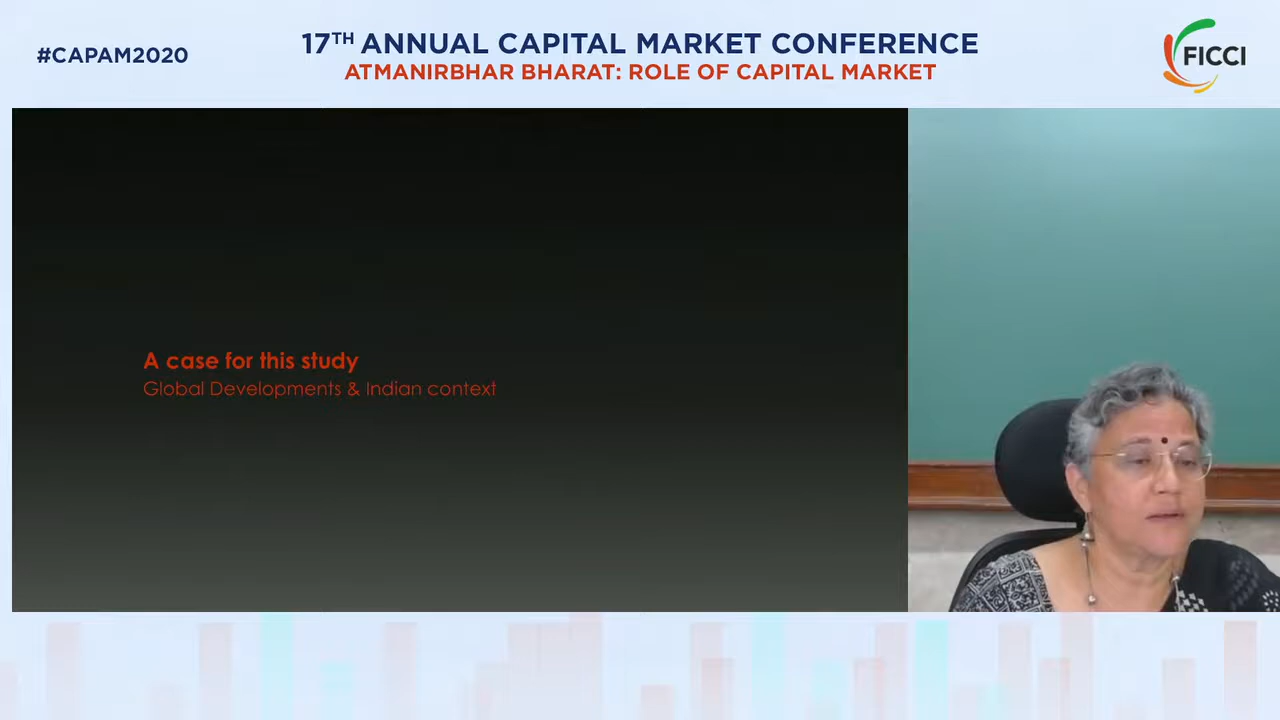 #CAPAM2020
17TH ANNUAL CAPITAL MARKET CONFERENCE
ATMANIRBHAR BHARAT: ROLE OF CAPITAL MARKET
FICCI
A case for this study
Global Developments & Indian context